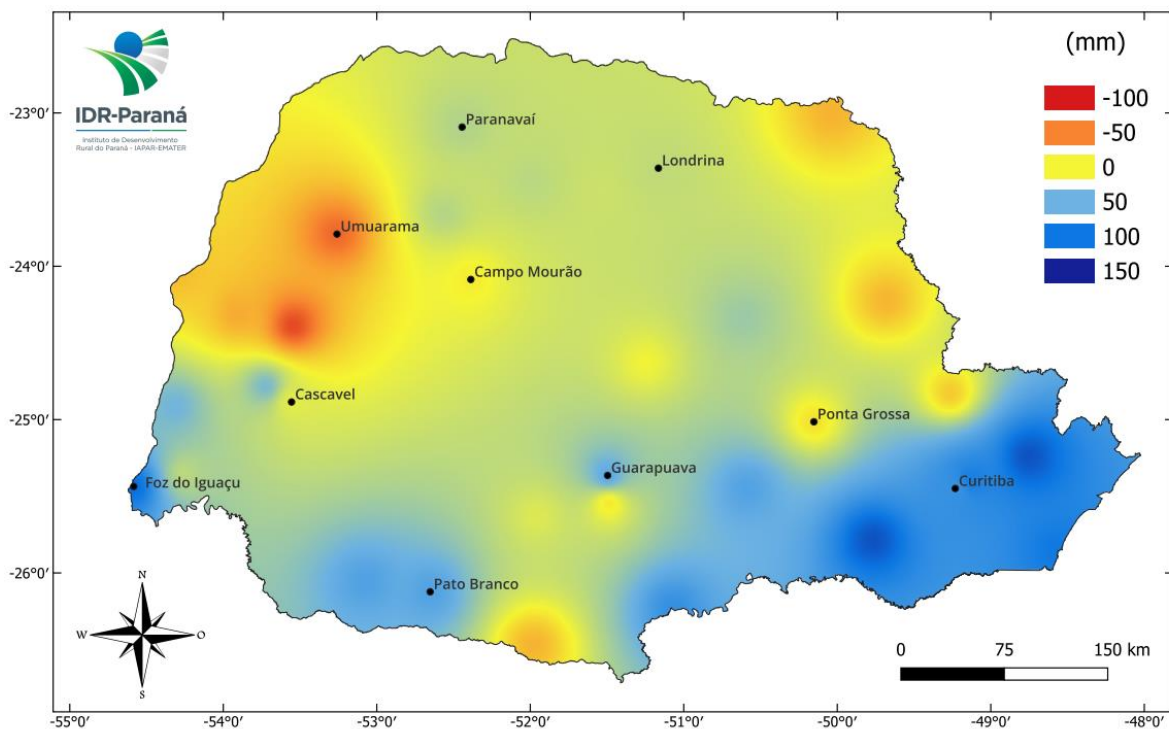 IDR-Paraná
Instituto de Desenvolvimento
Rural do Paraná - IAPAR-EMATER
(mm)
-100
-50
0
50
100
150
-23°0'
-24°0'
-25°0'
-26°0'
Paranavaí
Londrina
Umuarama
Campo Mourão
Cascavel
Ponta Grossa
Guarapuava
Foz do Iguaçu
Curitiba
Pato Branco
N
W
O
S
0
75
150 km
-55°0'
-54°0'
-53°0'
-52°0'
-51°0'
-50°0'
-49°0'
-48°0'